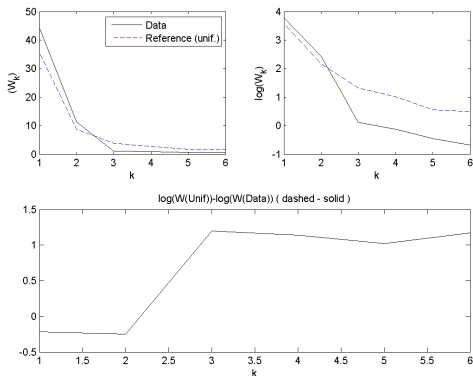 50
40
30
20
10
0
(W_k)
1 2 3 4 5 6
k
Data
Reference (unif.)
4
3
2
1
0
-1
log(W_k)
1 2 3 4 5 6
k
log(W(Unif))-log(W(Data)) ( dashed - solid )
1.5
1
0.5
0
-0.5
1 1.5 2 2.5 3 3.5 4 4.5 5 5.5 6
k